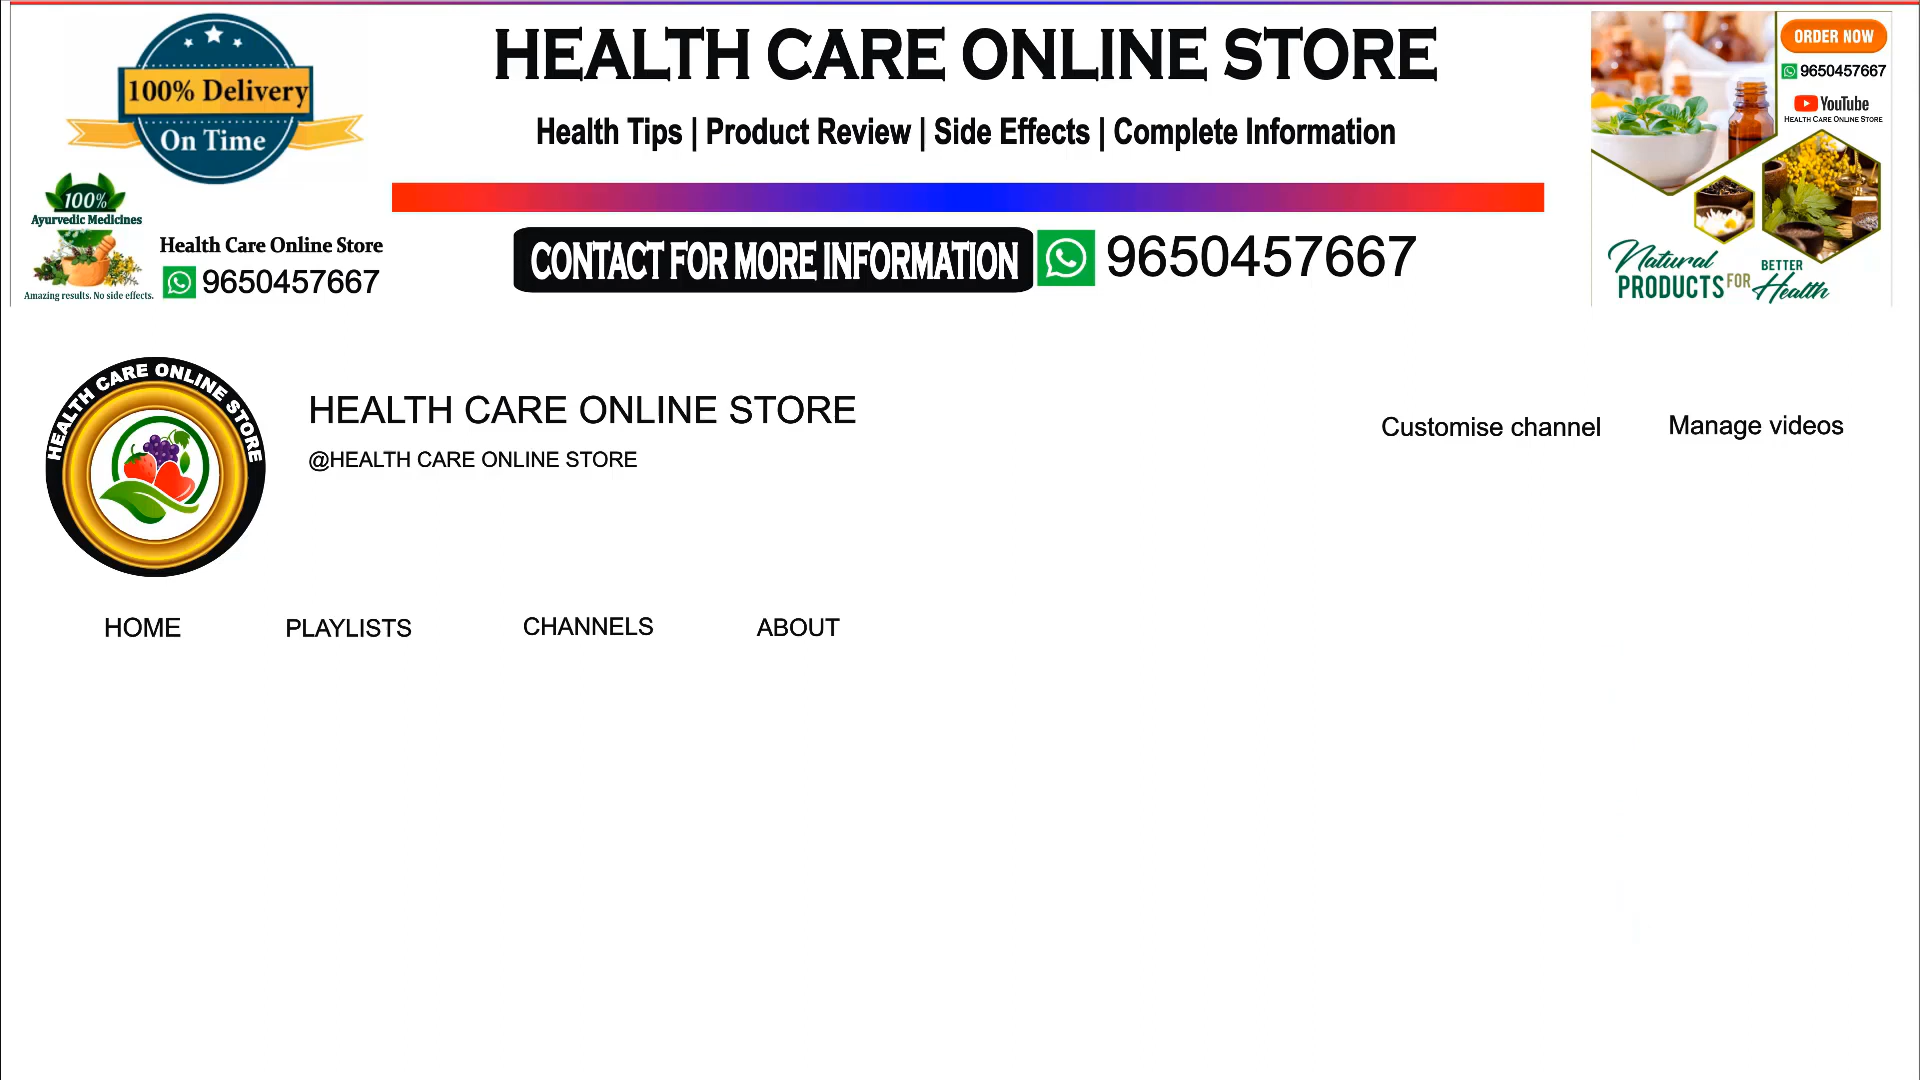 100% Delivery
On Time
HEALTH CARE ONLINE STORE
Health Tips | Product Review | Side Effects | Complete Information
ORDER NOW
9650457667
YouTube
HEALTH CARE ONLINE STORE
100%
Ayurvedic Medicines
Amazing results. No side effects.
Health Care Online Store
9650457667
CONTACT FOR MORE INFORMATION 9650457667
Natural
PRODUCTS FOR
BETTER
Health
HEALTH CARE ONLINE STORE
HEALTH CARE ONLINE STORE
@HEALTH CARE ONLINE STORE
Customise channel Manage videos
HOME PLAYLISTS CHANNELS ABOUT